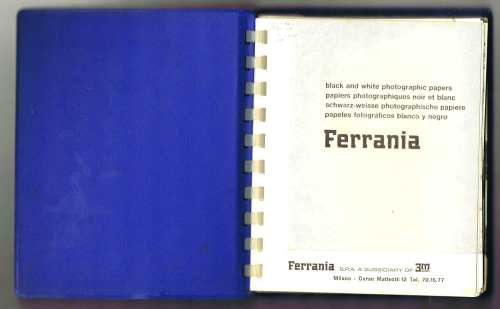 black and white photographic papers
papiers photographiques noir et blanc
schwarz-weisse photographische papiere
papeles fotograficos blanco y negro
Ferrania
Ferrania S.P.A. A SUBSIDIARY OF 3M
Milano - Corso Matteotti 12 Tel. 70.15.77